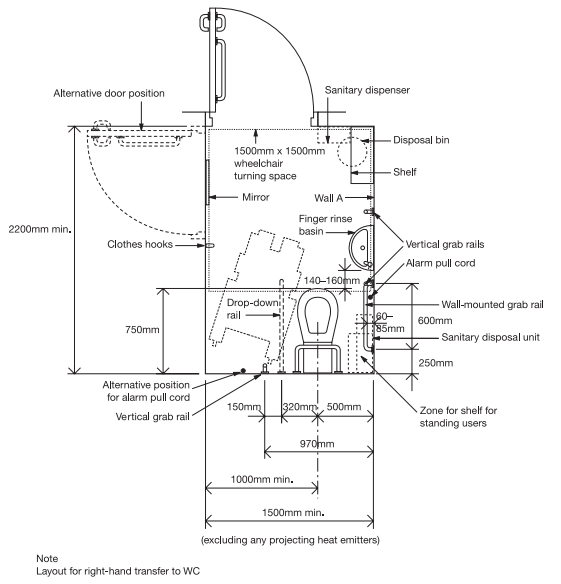 Alternative door position
Sanitary dispenser
Disposal bin
1500mm x 1500mm
wheelchair
turning space
Shelf
Mirror
Wall A
2200mm min.
Finger rinse
basin
Clothes hooks
Vertical grab rails
Alarm pull cord
140–160mm
Drop-down
rail
Wall-mounted grab rail
750mm
60–
85mm
600mm
Sanitary disposal unit
250mm
Alternative position
for alarm pull cord
Vertical grab rail
150mm
320mm
500mm
Zone for shelf for
standing users
970mm
1000mm min.
1500mm min.
(excluding any projecting heat emitters)
Note
Layout for right-hand transfer to WC